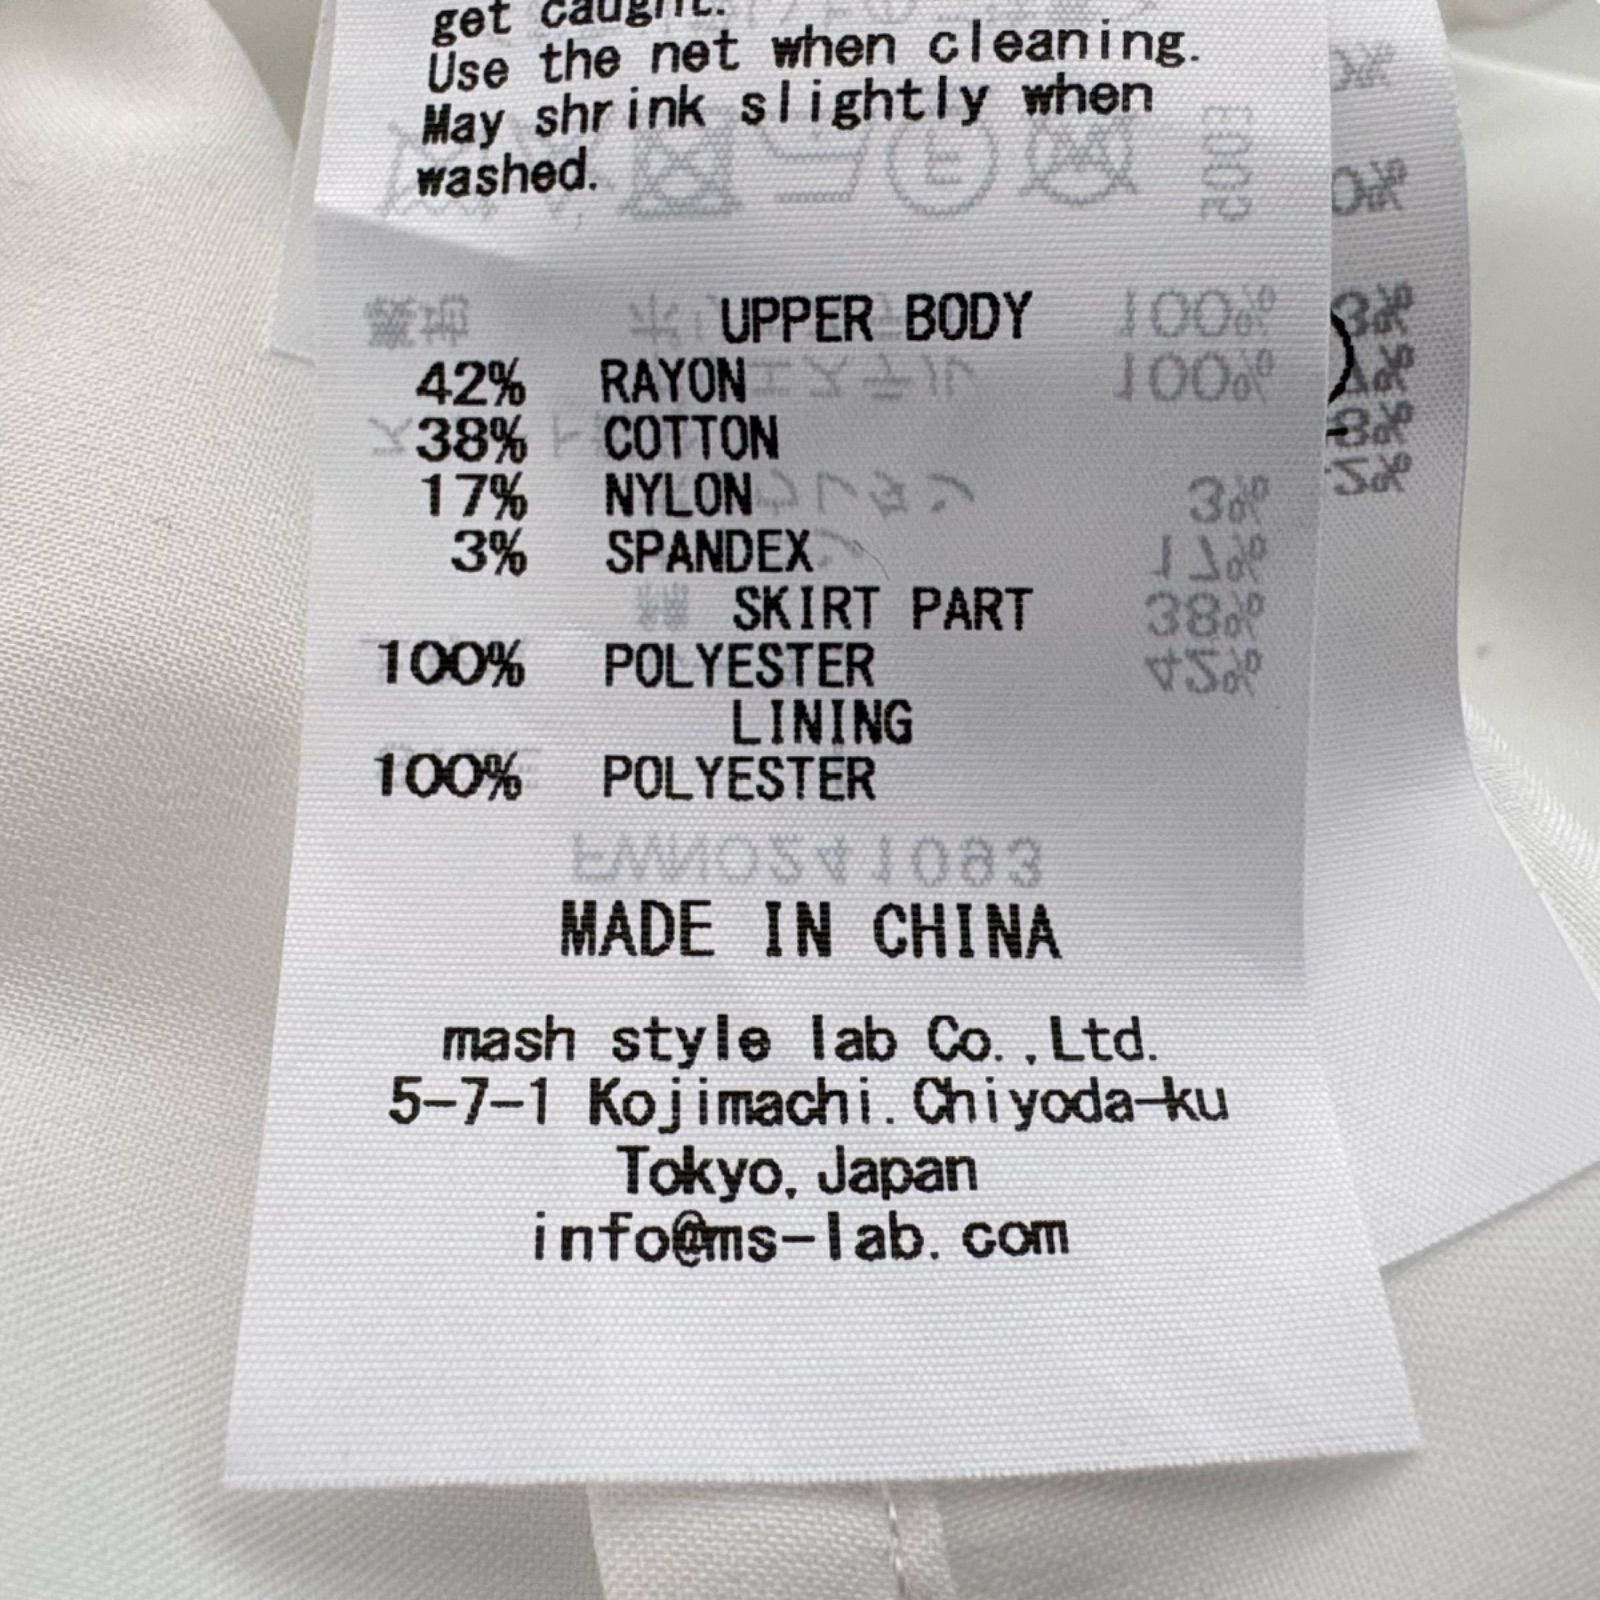 get caught.
Use the net when cleaning.
May shrink slightly when
washed.
UPPER BODY
42% RAYON
38% COTTON
17% NYLON
3% SPANDEX
SKIRT PART
100% POLYESTER
LINING
100% POLYESTER
FWNO241093
MADE IN CHINA
mash style lab Co.,Ltd.
5-7-1 Kojimachi.Chiyoda-ku
Tokyo, Japan
info@ms-lab.com